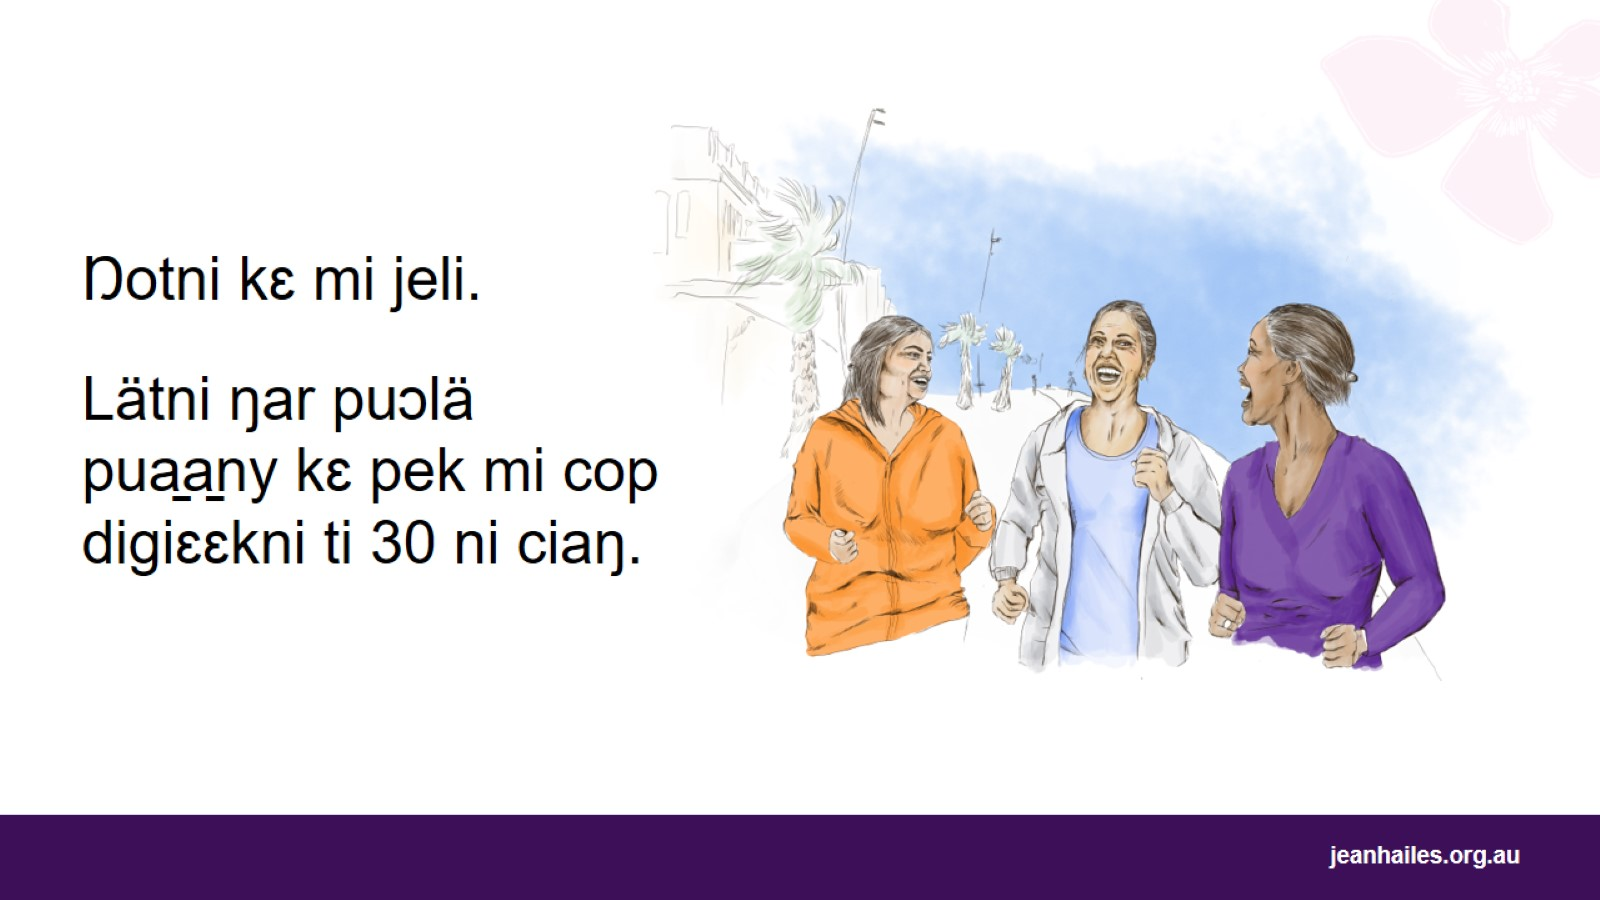 Ŋotni kɛ mi jeli.
Lätni ŋar puɔlä
pua̱a̱ny kɛ pek mi cop
digiɛɛkni ti 30 ni ciaŋ.
jeanhailes.org.au